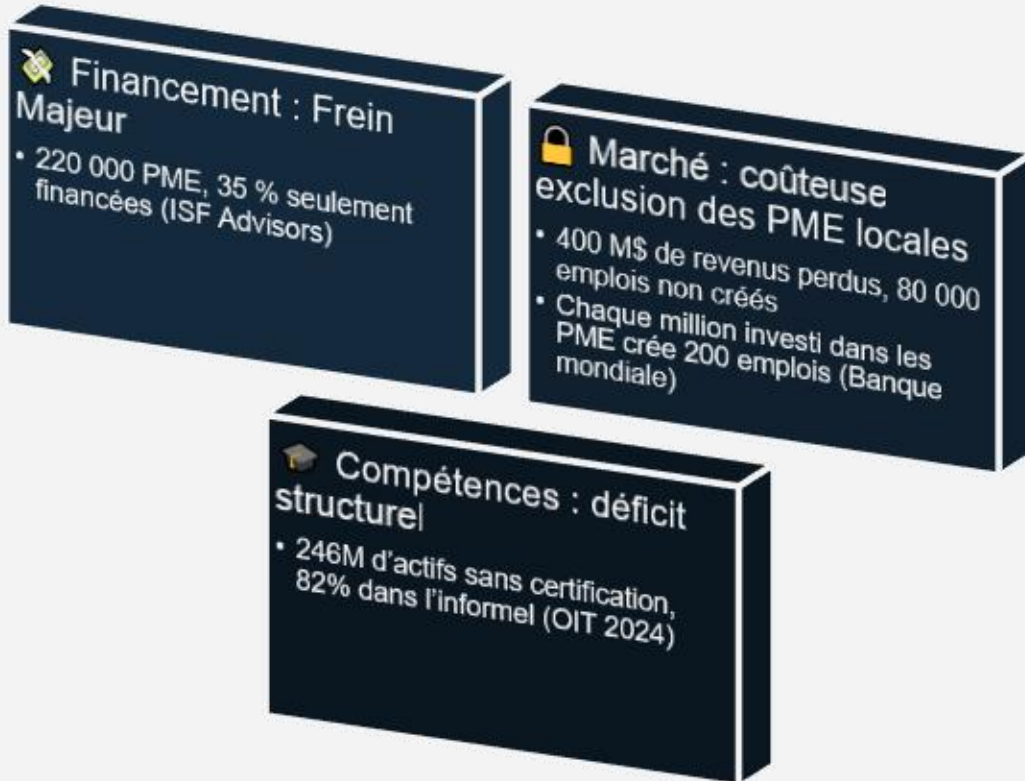 💸 Financement : Frein
Majeur
• 220 000 PME, 35 % seulement
financées (ISF Advisors)
🔒 Marché : coûteuse
exclusion des PME locales
• 400 M$ de revenus perdus, 80 000
emplois non créés
• Chaque million investi dans les
PME crée 200 emplois (Banque
mondiale)
🎓 Compétences : déficit
structurel
• 246M d’actifs sans certification,
82% dans l’informel (OIT 2024)